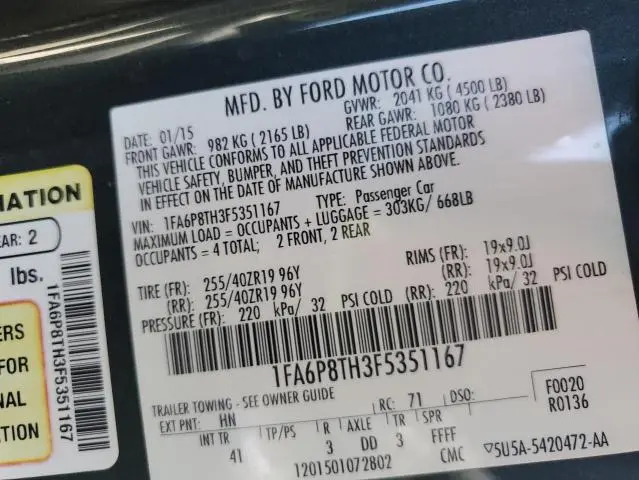 MFD. BY FORD MOTOR CO.
DATE: 01/15 GVWR: 2041 KG ( 4500 LB)
FRONT GAWR: 982 KG ( 2165 LB) REAR GAWR: 1080 KG ( 2380 LB)
THIS VEHICLE CONFORMS TO ALL APPLICABLE FEDERAL MOTOR
VEHICLE SAFETY, BUMPER, AND THEFT PREVENTION STANDARDS
IN EFFECT ON THE DATE OF MANUFACTURE SHOWN ABOVE.
VIN: 1FA6P8TH3F5351167 TYPE: Passenger Car
MAXIMUM LOAD = OCCUPANTS + LUGGAGE = 303KG/ 668LB
OCCUPANTS = 4 TOTAL; 2 FRONT, 2 REAR
TIRE (FR): 255/40ZR19 96Y RIMS (FR): 19x9.0J
(RR): 255/40ZR19 96Y (RR): 19x9.0J
PRESSURE (FR): 220 kPa/ 32 PSI COLD (RR): 220 kPa/ 32 PSI COLD
1FA6P8TH3F5351167
TRAILER TOWING - SEE OWNER GUIDE
EXT PNT: HN RC: 71 DSO: F0020
R0136
INT TR TP/PS R AXLE TR SPR
41 3 DD 3 FFFF
1201501072802 CMC ▽5U5A-5420472-AA
MATION
EAR: 2
lbs.
1FA6P8TH3F5351167
ERS
FOR
NAL
TION